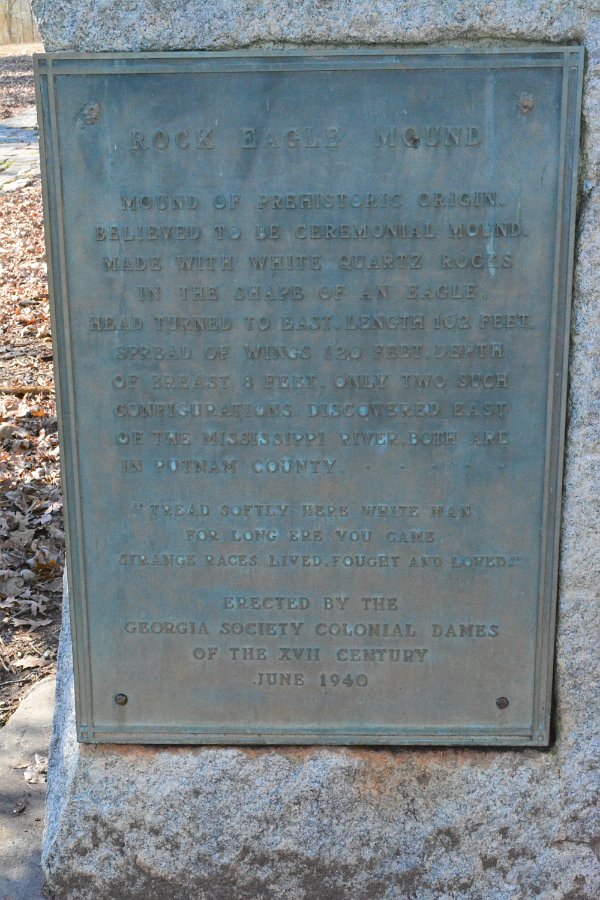 ROCK EAGLE MOUND
MOUND OF PREHISTORIC ORIGIN.
BELIEVED TO BE CEREMONIAL MOUND.
MADE WITH WHITE QUARTZ ROCKS
IN THE SHAPE OF AN EAGLE.
HEAD TURNED TO EAST. LENGTH 102 FEET.
SPREAD OF WINGS 120 FEET. DEPTH
OF BREAST 8 FEET. ONLY TWO SUCH
CONFIGURATIONS DISCOVERED EAST
OF THE MISSISSIPPI RIVER. BOTH ARE
IN PUTNAM COUNTY. . . . . .
"TREAD SOFTLY HERE WHITE MAN
FOR LONG ERE YOU CAME
STRANGE RACES LIVED, FOUGHT AND LOVED."
ERECTED BY THE
GEORGIA SOCIETY COLONIAL DAMES
OF THE XVII CENTURY
JUNE 1940